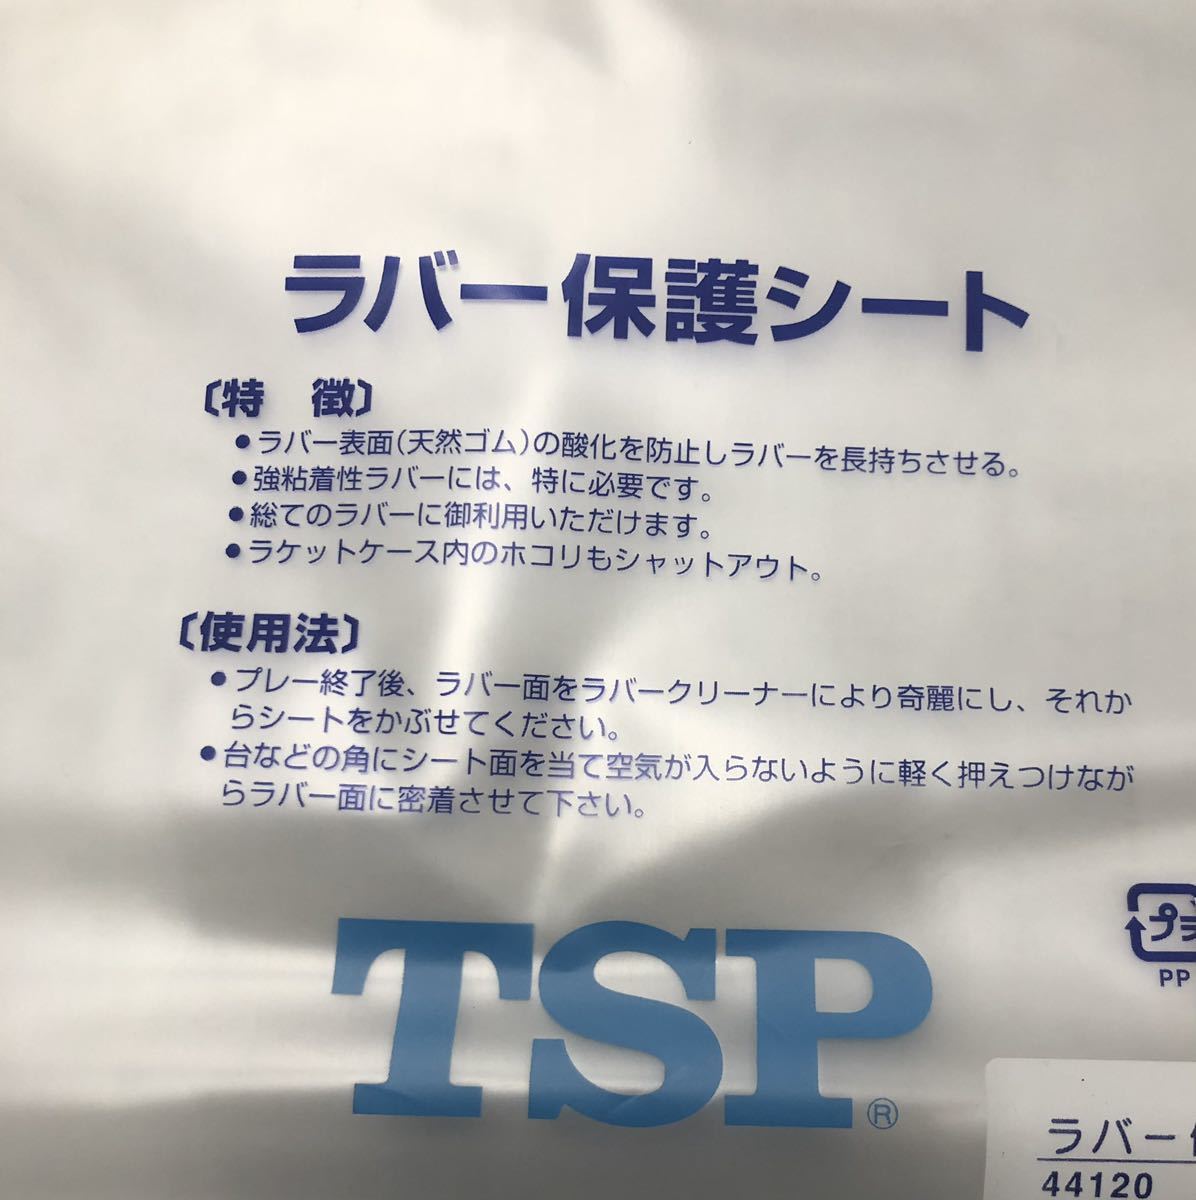 ラバー保護シート
〔特 徴〕
●ラバー表面(天然ゴム)の酸化を防止しラバーを長持ちさせる。
●強粘着性ラバーには、特に必要です。
●総てのラバーに御利用いただけます。
●ラケットケース内のホコリもシャットアウト。
〔使用法〕
●プレー終了後、ラバー面をラバークリーナーにより奇麗にし、それか
らシートをかぶせてください。
●台などの角にシート面を当て空気が入らないように軽く押えつけなが
らラバー面に密着させて下さい。
プラ
PP
TSP®
ラバー
44120